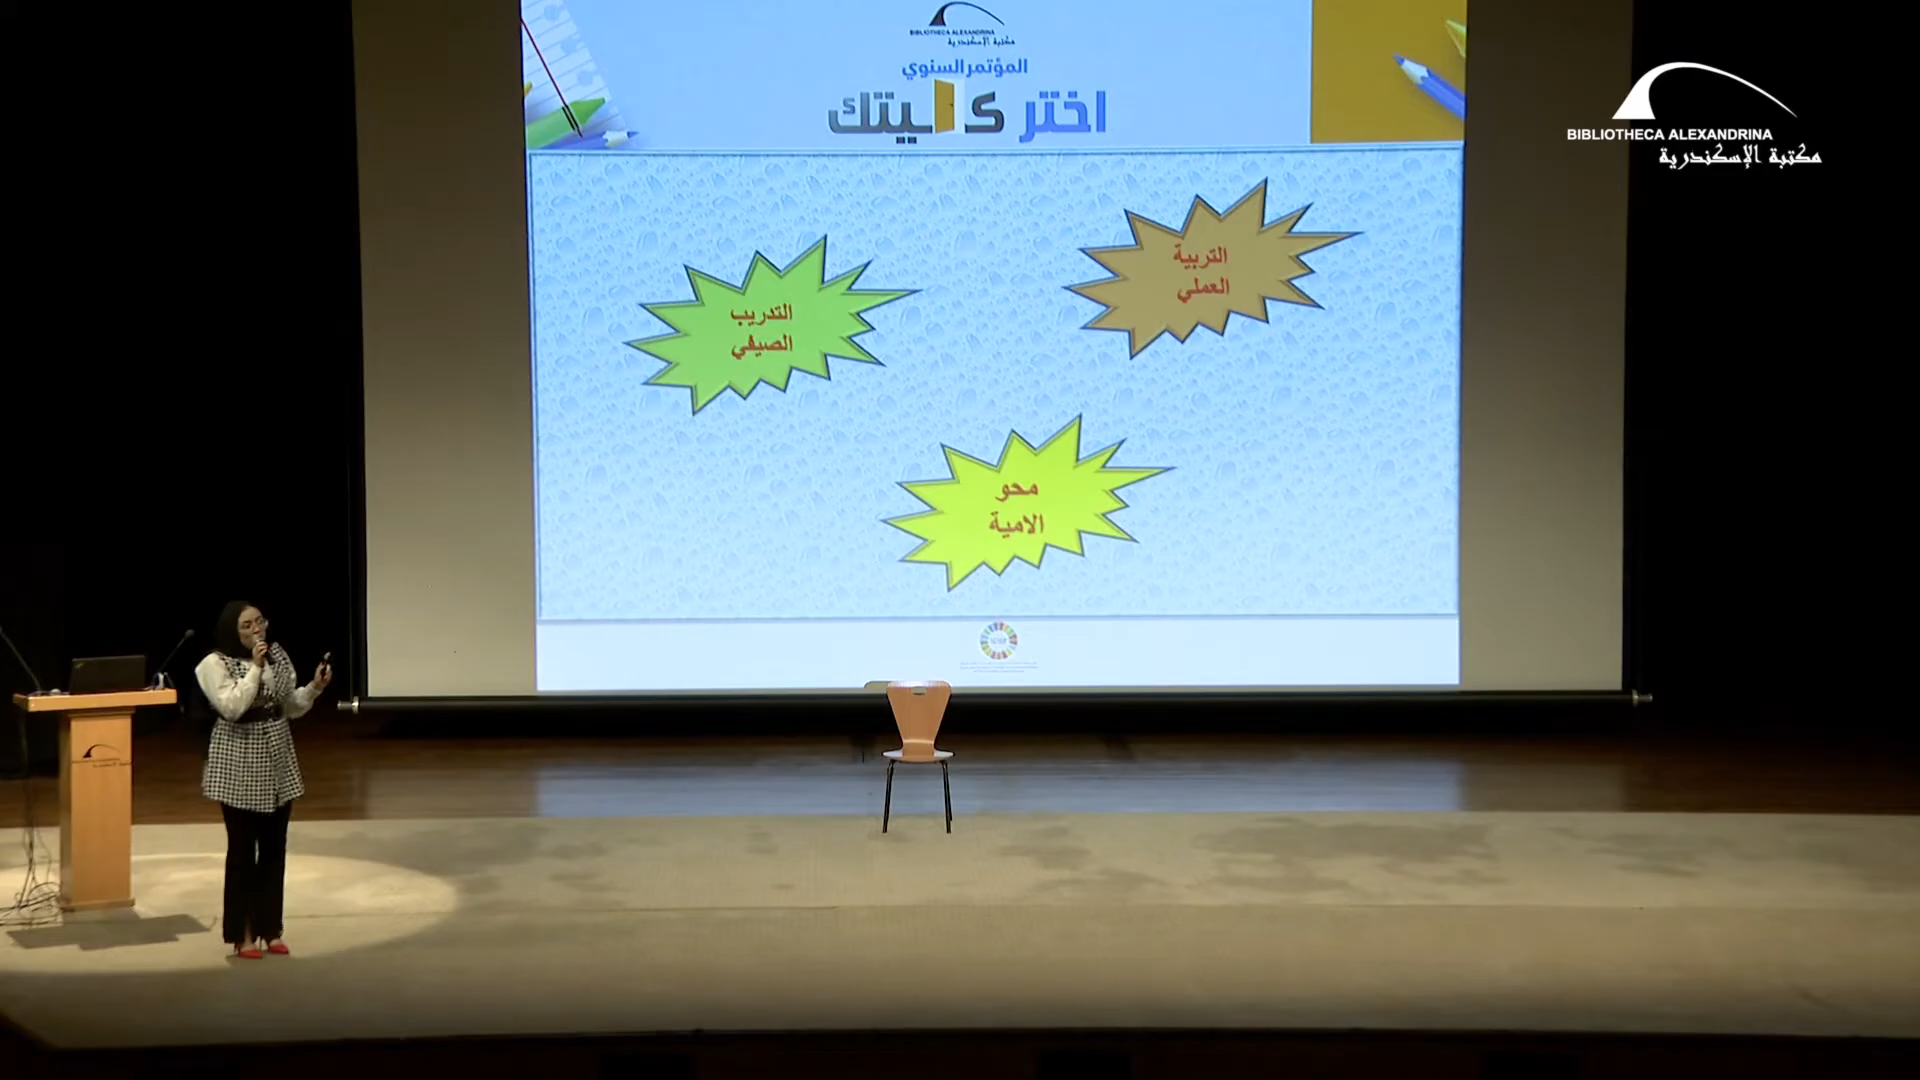 BIBLIOTHECA ALEXANDRINA
مكتبة الإسكندرية
المؤتمر السنوي
اختر كليتك
التربية
العملي
التدريب
الصيفي
محو
الامية
BIBLIOTHECA ALEXANDRINA
مكتبة الإسكندرية